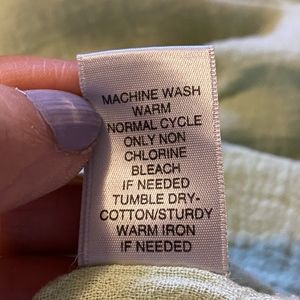 MACHINE WASH
WARM
NORMAL CYCLE
ONLY NON
CHLORINE
BLEACH
IF NEEDED
TUMBLE DRY-
COTTON/STURDY
WARM IRON
IF NEEDED